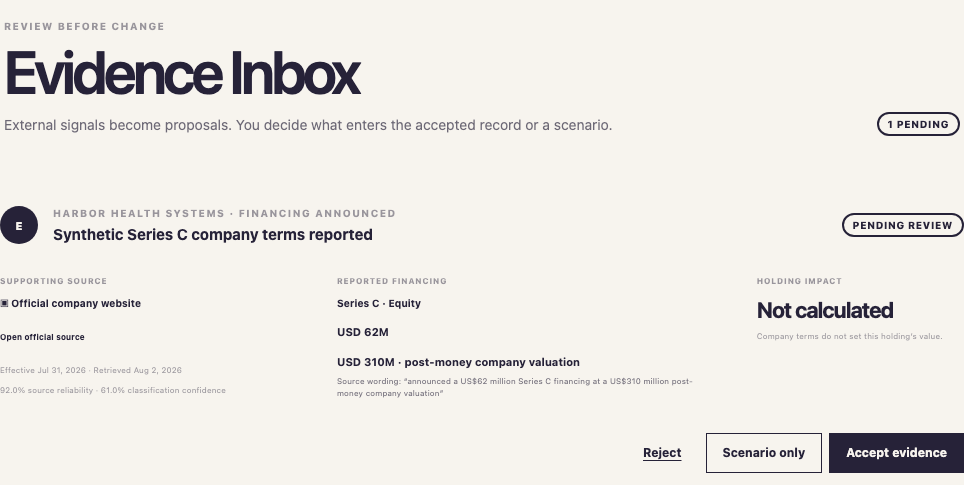 REVIEW BEFORE CHANGE
Evidence Inbox
External signals become proposals. You decide what enters the accepted record or a scenario.
1 PENDING
E
HARBOR HEALTH SYSTEMS · FINANCING ANNOUNCED
Synthetic Series C company terms reported
PENDING REVIEW
SUPPORTING SOURCE
▣ Official company website
Open official source
Effective Jul 31, 2026 · Retrieved Aug 2, 2026
92.0% source reliability · 61.0% classification confidence
REPORTED FINANCING
Series C · Equity
USD 62M
USD 310M · post-money company valuation
Source wording: “announced a US$62 million Series C financing at a US$310 million post-
money company valuation”
HOLDING IMPACT
Not calculated
Company terms do not set this holding's value.
Reject
Scenario only
Accept evidence